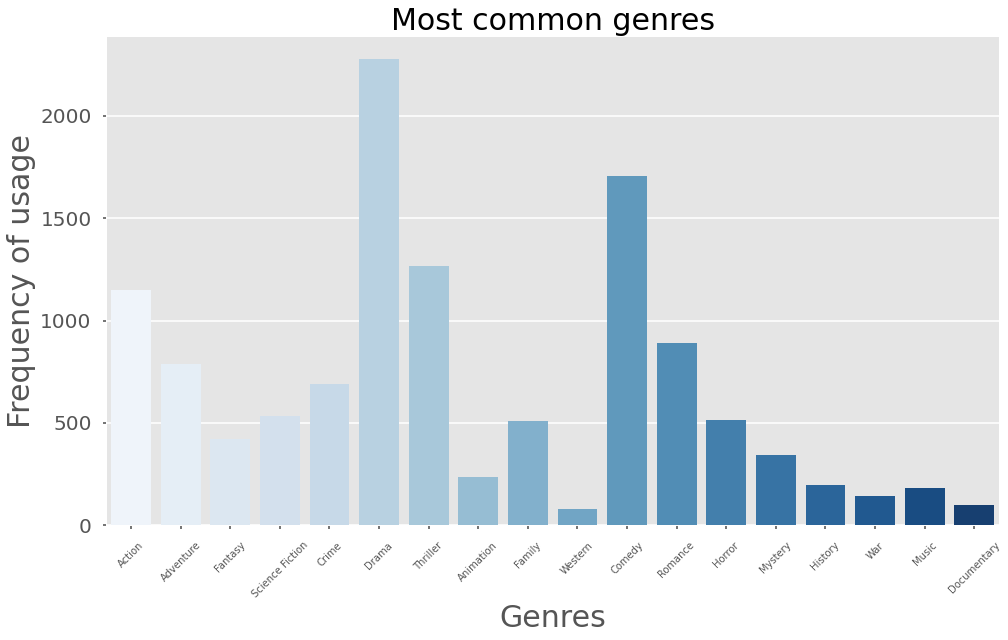 Most common genres
Frequency of usage
2000
1500
1000
500
0
Action
Adventure
Fantasy
Science Fiction
Crime
Drama
Thriller
Animation
Family
Western
Comedy
Romance
Horror
Mystery
History
War
Music
Documentary
Genres